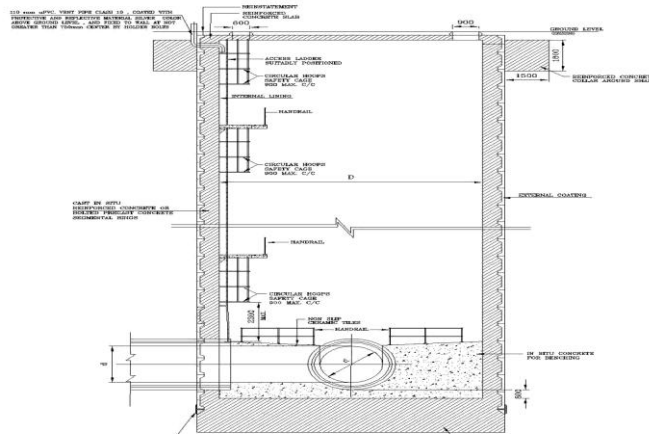 110 mm uPVC. VENT PIPE CLASS 10 , COATED WITH
PROTECTIVE AND REFLECTIVE MATERIAL
ABOVE GROUND LEVEL , AND FIXED TO WALL AT NOT
GREATER THAN 700mm CENTER BY HOLDER BOLTS
REINSTATEMENT
REINFORCED
CONCRETE SLAB
600
900
GROUND LEVEL
1800
1500
REINFORCED CONCRETE
COLLAR AROUND SHAFT
ACCESS LADDER
SUITABLY POSITIONED
CIRCULAR HOOPS
SAFETY CAGE
900 MAX. C/C
INTERNAL LINING
HANDRAIL
CIRCULAR HOOPS
SAFETY CAGE
900 MAX. C/C
D
CAST IN SITU
REINFORCED CONCRETE OR
BOLTED PRECAST CONCRETE
SEGMENTAL RINGS
EXTERNAL COATING
HANDRAIL
CIRCULAR HOOPS
SAFETY CAGE
900 MAX. C/C
MAX
NON SLIP
CERAMIC TILES
HANDRAIL
d
IN SITU CONCRETE
FOR BENCHING